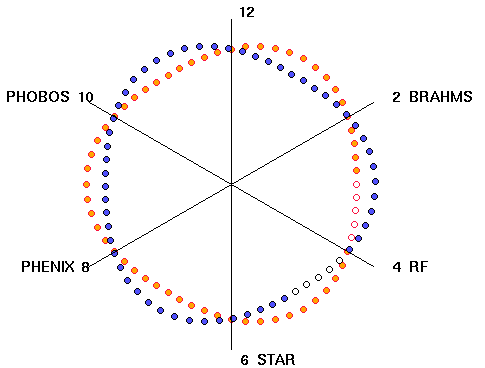 12
PHOBOS 10
2 BRAHMS
PHENIX 8
4 RF
6 STAR